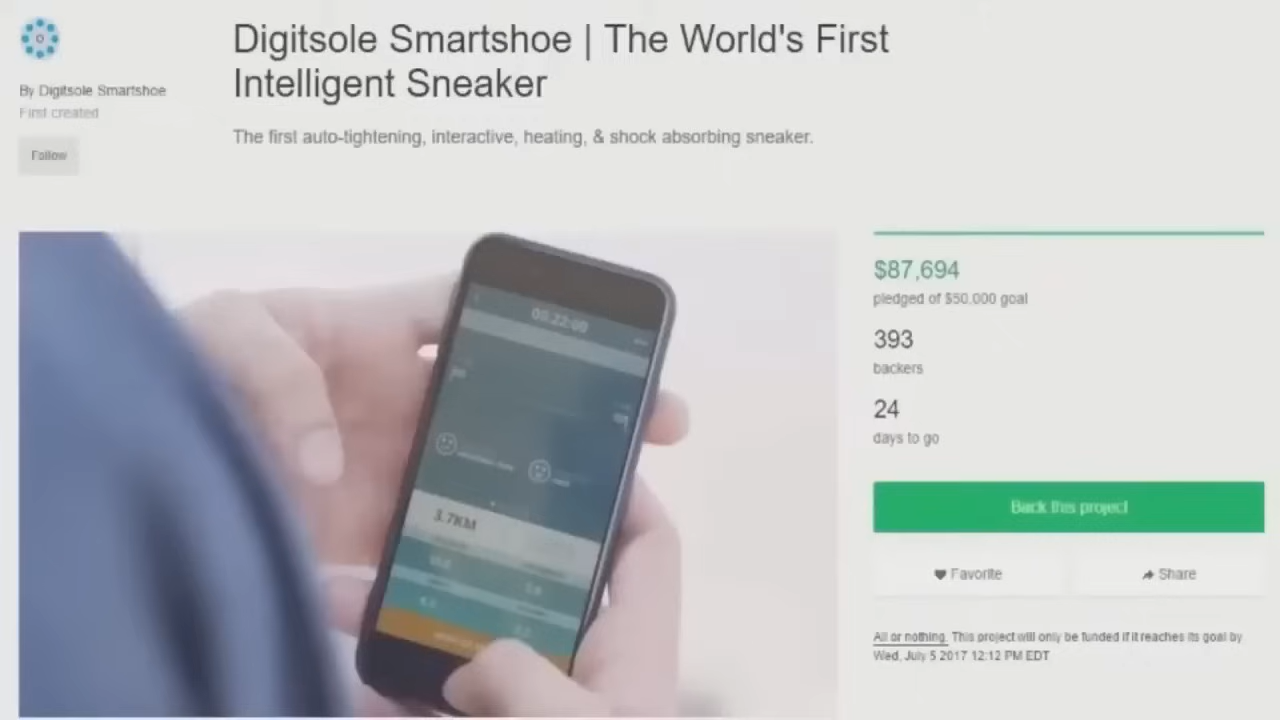 Digitsole Smartshoe | The World's First
Intelligent Sneaker
By Digitsole Smartshoe
First created
Follow
The first auto-tightening, interactive, heating, & shock absorbing sneaker.
$87,694
pledged of $50,000 goal
393
backers
24
days to go
Back this project
Favorite
Share
All or nothing. This project will only be funded if it reaches its goal by
Wed, July 5 2017 12:12 PM EDT
3.7KM